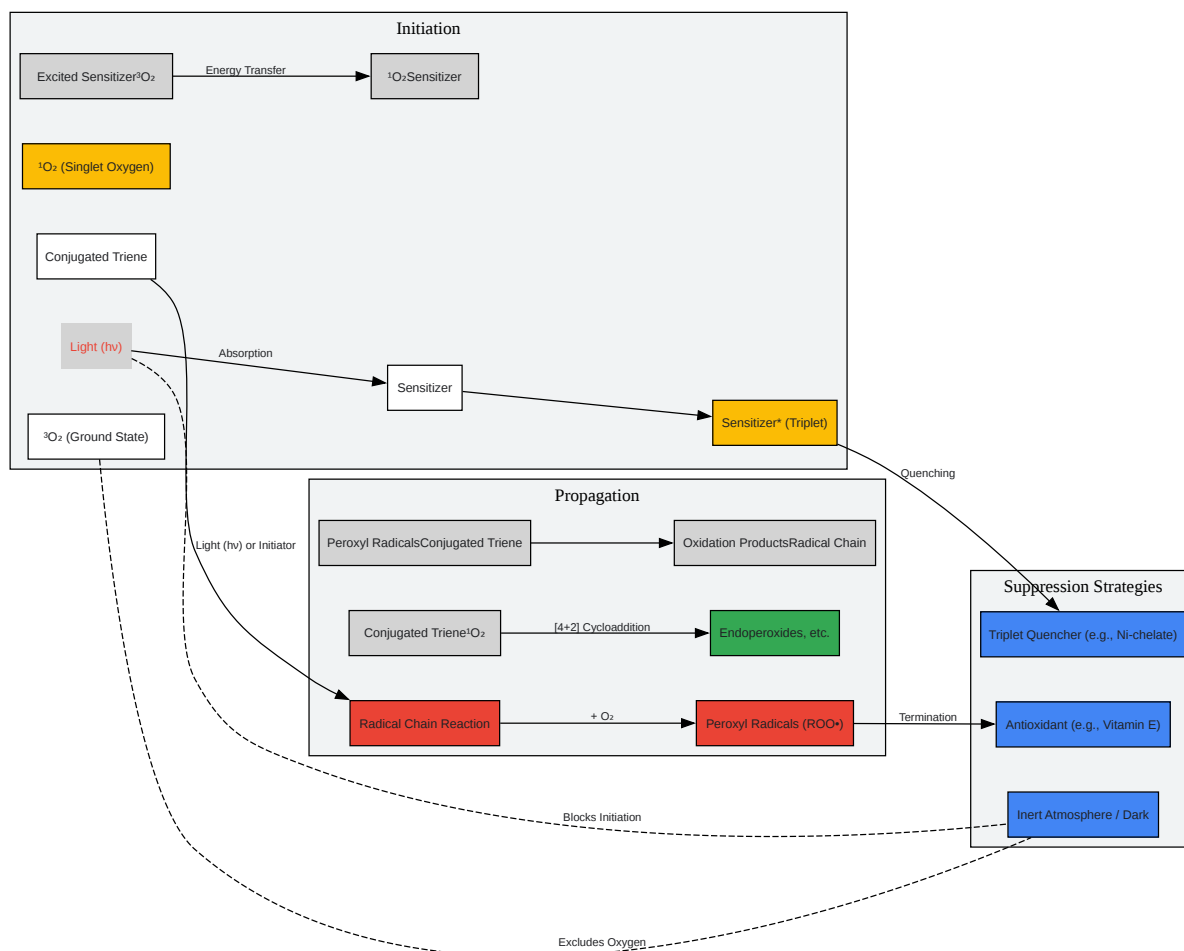 Initiation
Excited Sensitizer³O₂
Energy Transfer
¹O₂Sensitizer
¹O₂ (Singlet Oxygen)
Conjugated Triene
Light (hν)
Absorption
Sensitizer
Sensitizer* (Triplet)
³O₂ (Ground State)
Quenching
Propagation
Peroxyl RadicalsConjugated Triene
Oxidation ProductsRadical Chain
Light (hν) or Initiator
Conjugated Triene¹O₂
[4+2] Cycloaddition
Endoperoxides, etc.
Radical Chain Reaction
+ O₂
Peroxyl Radicals (ROO•)
Termination
Suppression Strategies
Triplet Quencher (e.g., Ni-chelate)
Antioxidant (e.g., Vitamin E)
Inert Atmosphere / Dark
Blocks Initiation
Excludes Oxygen